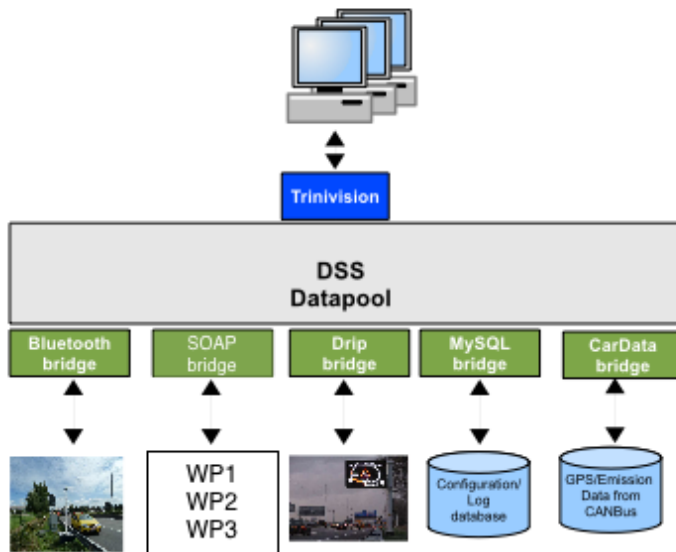 Trinivision
DSS
Datapool
Bluetooth
bridge
SOAP
bridge
Drip
bridge
MySQL
bridge
CarData
bridge
WP1
WP2
WP3
Configuration/
Log
database
GPS/Emission
Data from
CANBus